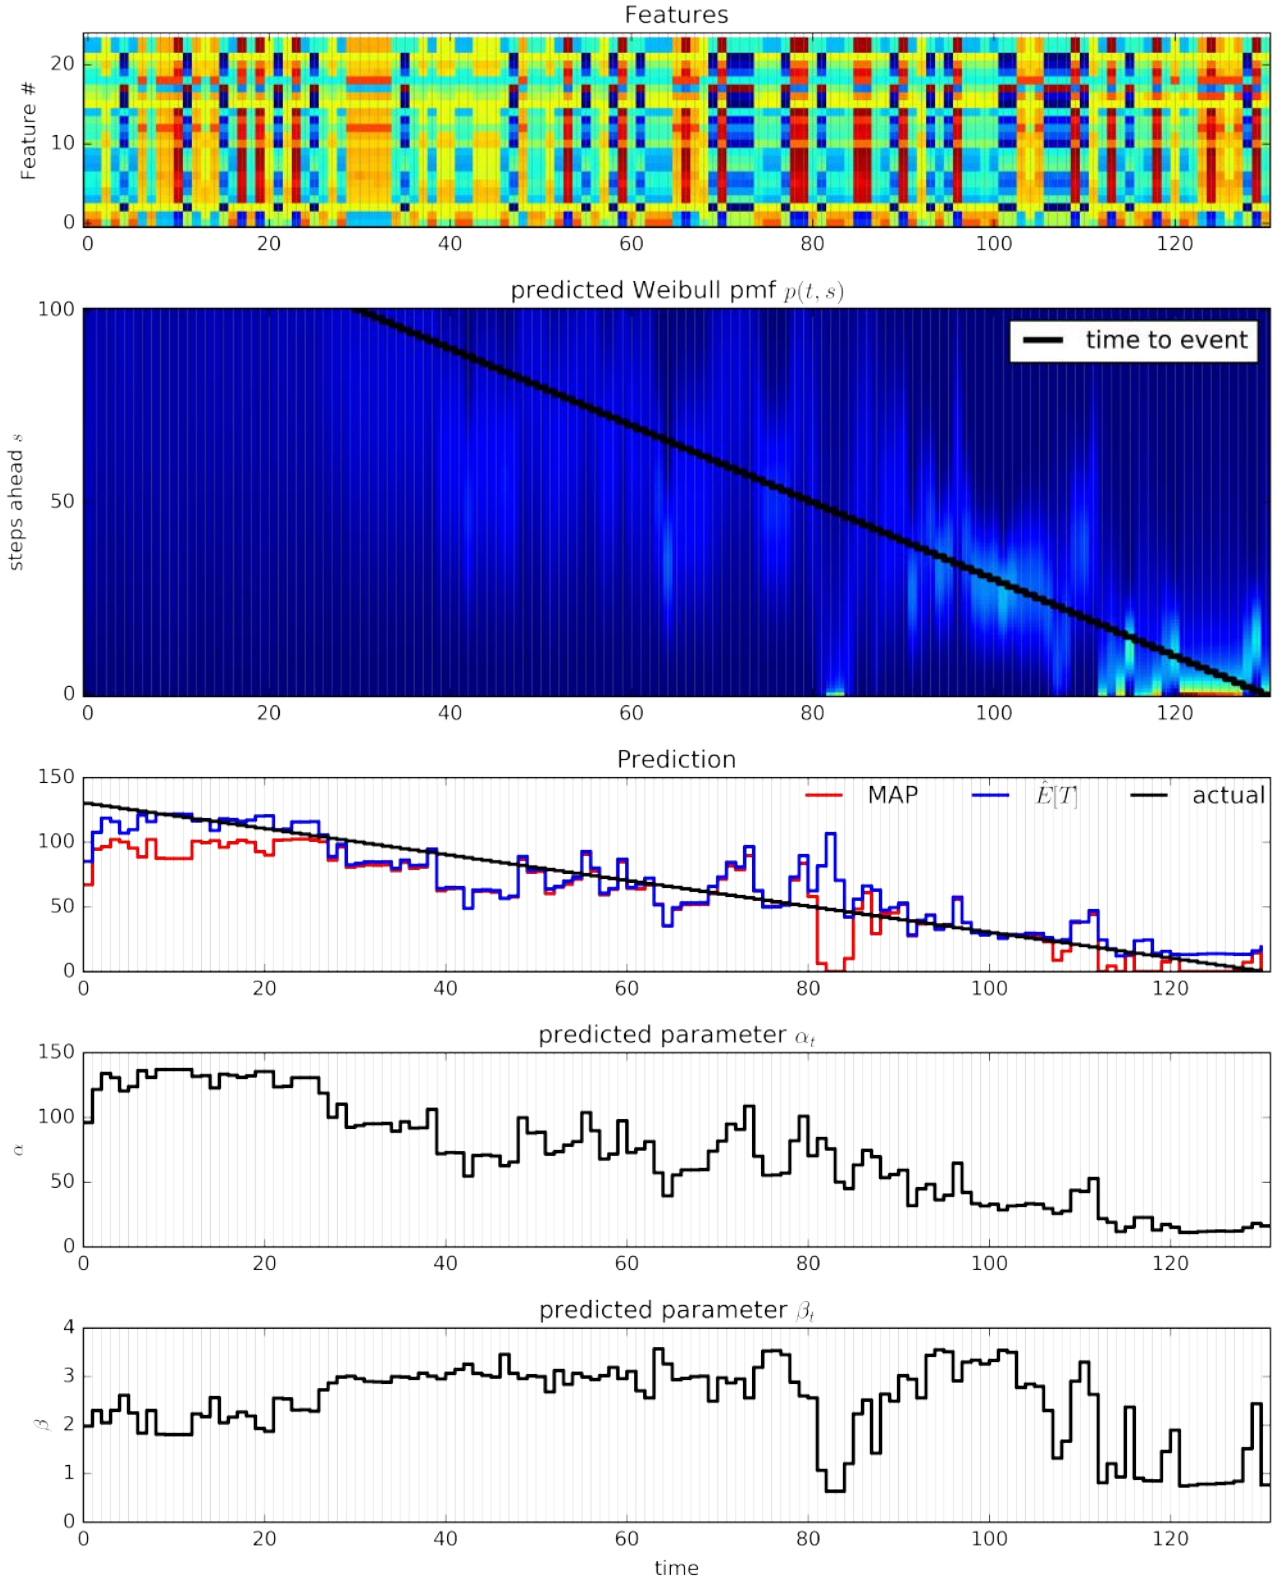 Features
Feature #
20
10
0
0 20 40 60 80 100 120
predicted Weibull pmf p(t, s)
time to event
steps ahead s
100
50
0
0 20 40 60 80 100 120
Prediction
MAP Ê[T] actual
150
100
50
0
0 20 40 60 80 100 120
predicted parameter α_t
α
150
100
50
0
0 20 40 60 80 100 120
predicted parameter β_t
β
4
3
2
1
0
0 20 40 60 80 100 120
time